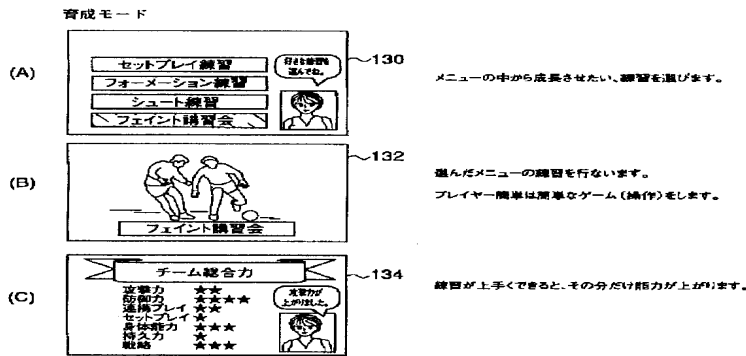 育成モード
(A)
セットプレイ練習
フォーメーション練習
シュート練習
フェイント講習会
好きな練習を
選んでね。
130
メニューの中から成長させたい、練習を選びます。
(B)
フェイント講習会
132
選んだメニューの練習を行ないます。
プレイヤー簡単は簡単なゲーム(操作)をします。
(C)
チーム総合力
攻撃力 ★★
防御力 ★★★★
連携プレイ ★★
セットプレイ ★
身体能力 ★★★
持久力 ★
戦略 ★★★
攻撃力が
上がりました。
134
練習が上手くできると、その分だけ能力が上がります。